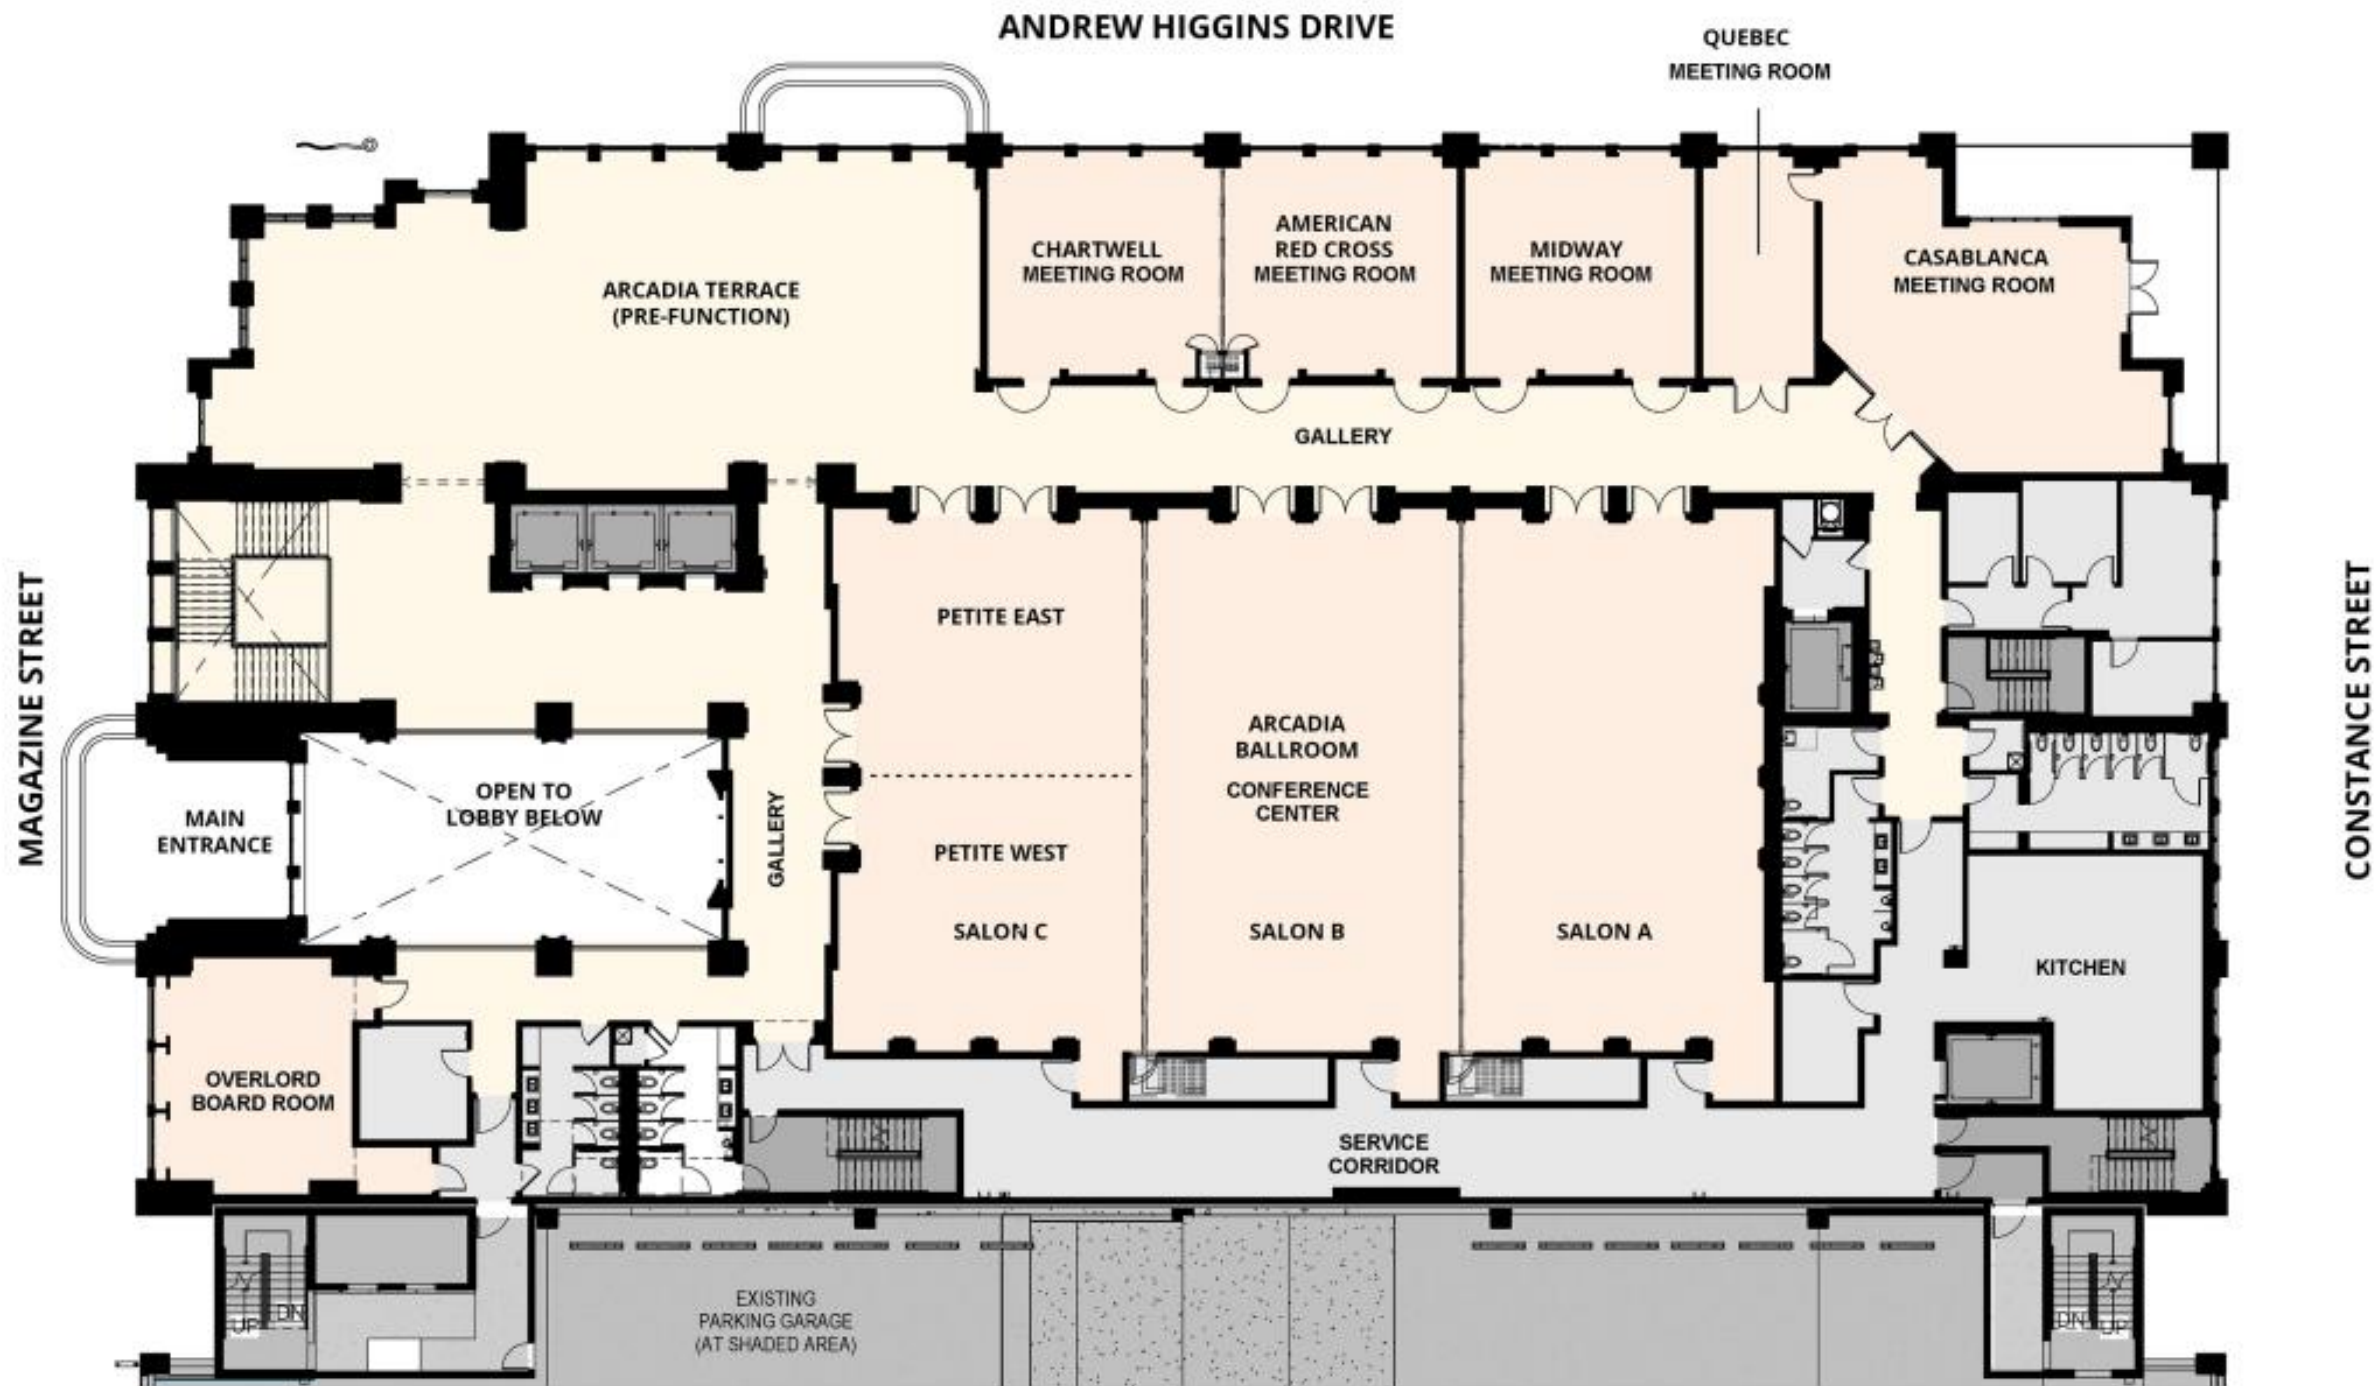 ANDREW HIGGINS DRIVE
QUEBEC
MEETING ROOM
CHARTWELL
MEETING ROOM
AMERICAN
RED CROSS
MEETING ROOM
MIDWAY
MEETING ROOM
CASABLANCA
MEETING ROOM
ARCADIA TERRACE
(PRE-FUNCTION)
GALLERY
MAGAZINE STREET
CONSTANCE STREET
PETITE EAST
ARCADIA
BALLROOM
CONFERENCE
CENTER
OPEN TO
LOBBY BELOW
MAIN
ENTRANCE
GALLERY
PETITE WEST
SALON C
SALON B
SALON A
KITCHEN
OVERLORD
BOARD ROOM
SERVICE
CORRIDOR
EXISTING
PARKING GARAGE
(AT SHADED AREA)
DN
UP
DN
UP